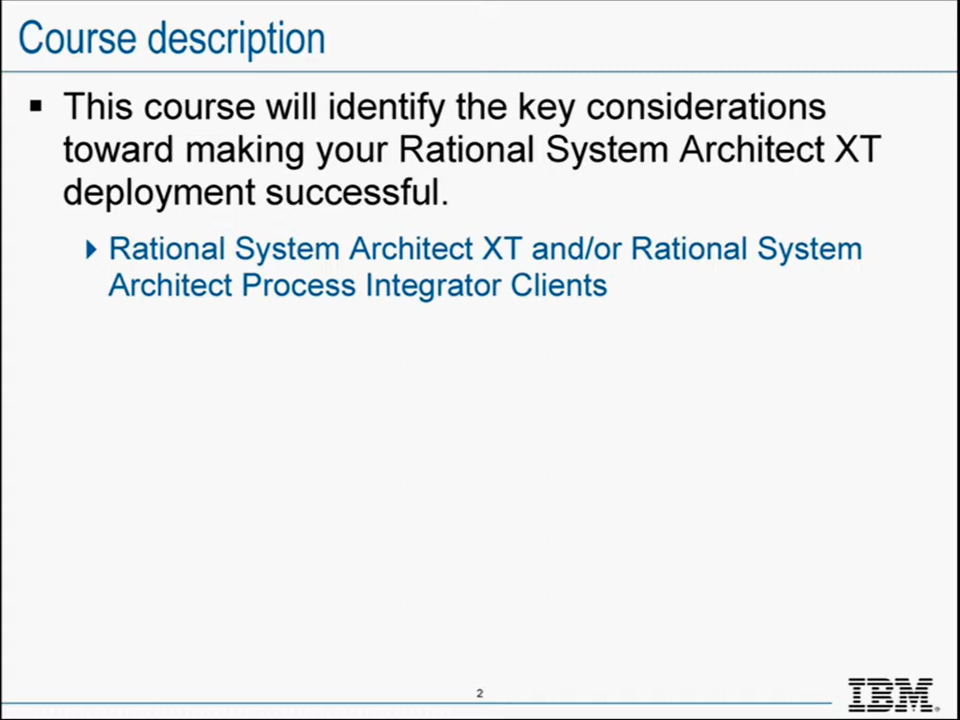 Course description
▪ This course will identify the key considerations
toward making your Rational System Architect XT
deployment successful.
Rational System Architect XT and/or Rational System
Architect Process Integrator Clients
2
IBM®